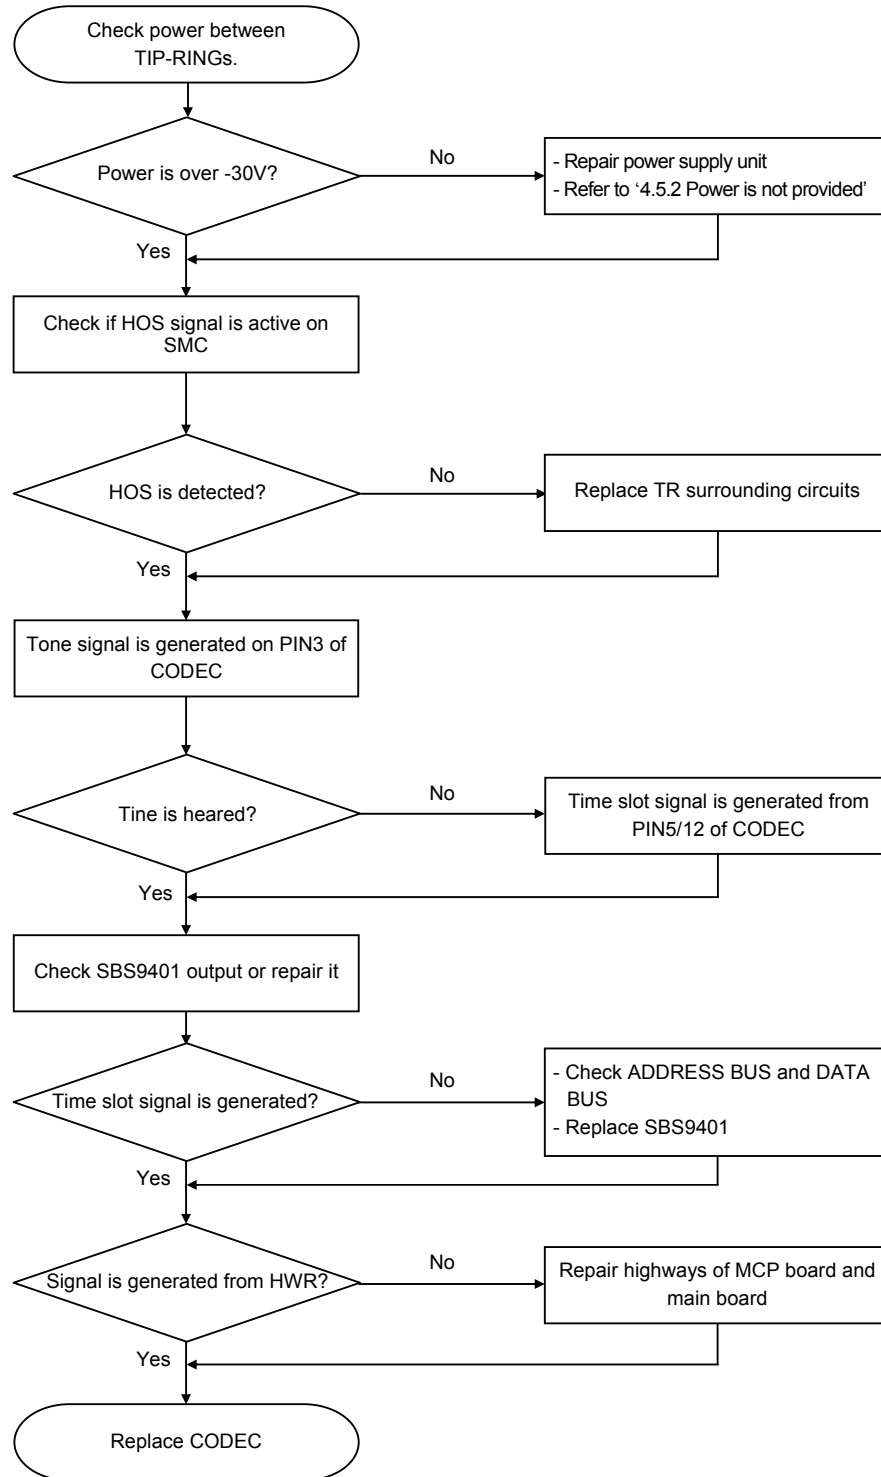 Check power between
TIP-RINGs.
Power is over -30V?
No
- Repair power supply unit
- Refer to ‘4.5.2 Power is not provided’
Yes
Check if HOS signal is active on
SMC
HOS is detected?
No
Replace TR surrounding circuits
Yes
Tone signal is generated on PIN3 of
CODEC
Tine is heared?
No
Time slot signal is generated from
PIN5/12 of CODEC
Yes
Check SBS9401 output or repair it
Time slot signal is generated?
No
- Check ADDRESS BUS and DATA
BUS
- Replace SBS9401
Yes
Signal is generated from HWR?
No
Repair highways of MCP board and
main board
Yes
Replace CODEC